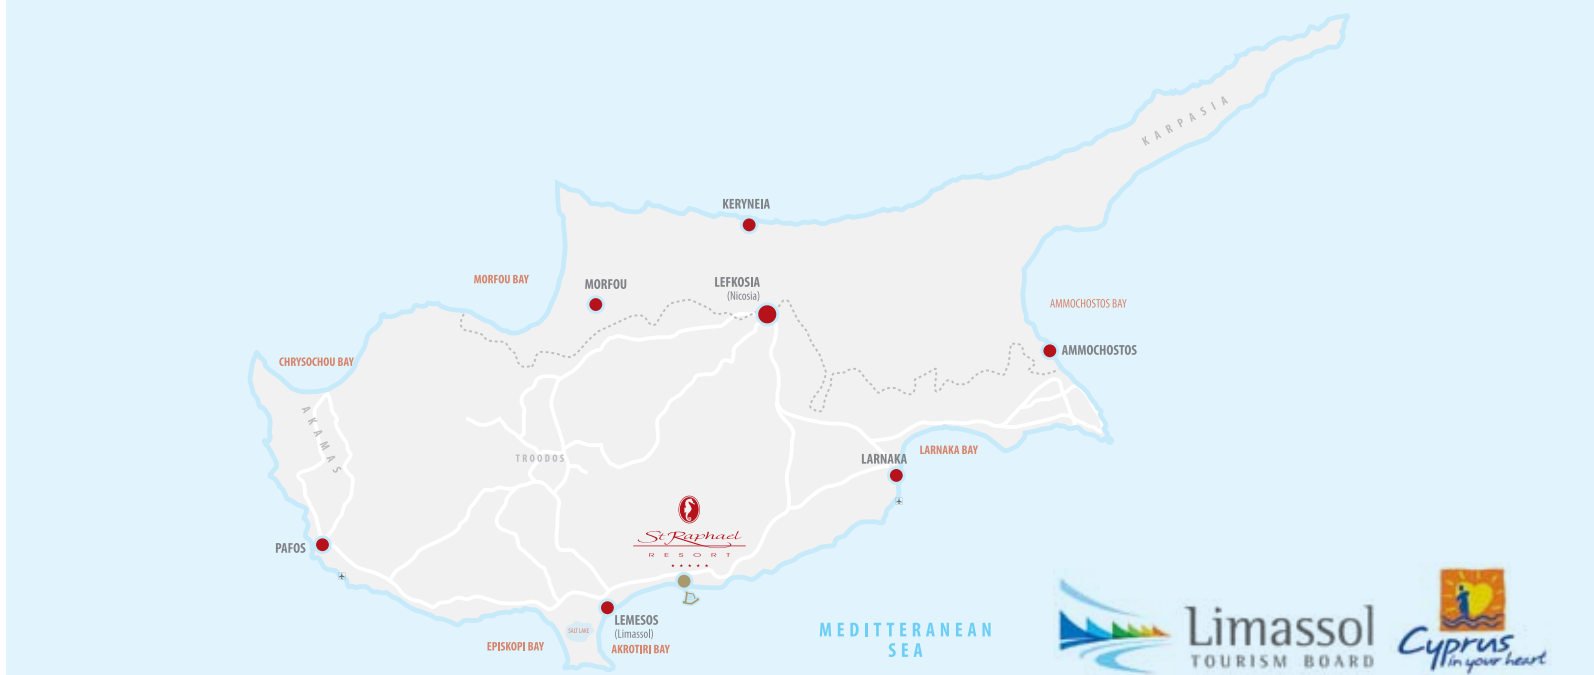 KARPASIA
KERYNEIA
MORFOU BAY
MORFOU
LEFKOSIA
(Nicosia)
AMMOCHOSTOS BAY
AMMOCHOSTOS
CHRYSOCHOU BAY
AKAMAS
TROODOS
LARNAKA
LARNAKA BAY
St Raphael
RESORT
PAFOS
LEMESOS
(Limassol)
SALT LAKE
EPISKOPI BAY
AKROTIRI BAY
MEDITTERANEAN
SEA
Limassol
TOURISM BOARD
Cyprus
in your heart